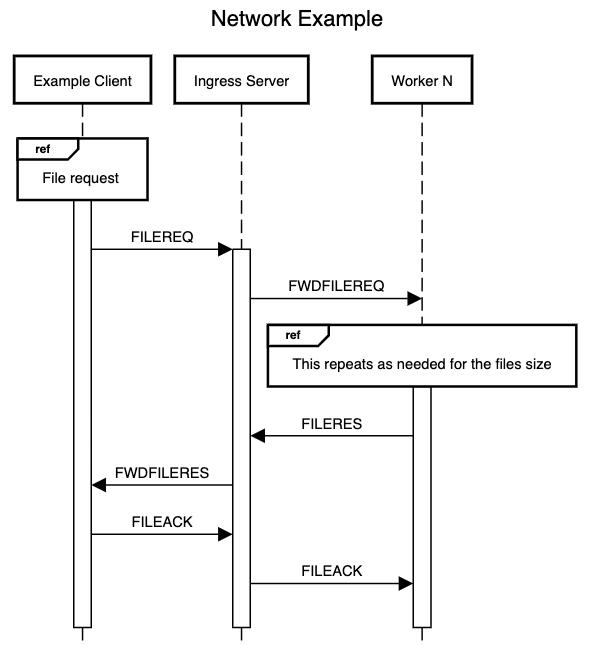 Network Example
Example Client
Ingress Server
Worker N
ref
File request
FILEREQ
FWDFILEREQ
ref
This repeats as needed for the files size
FILERES
FWDFILERES
FILEACK
FILEACK